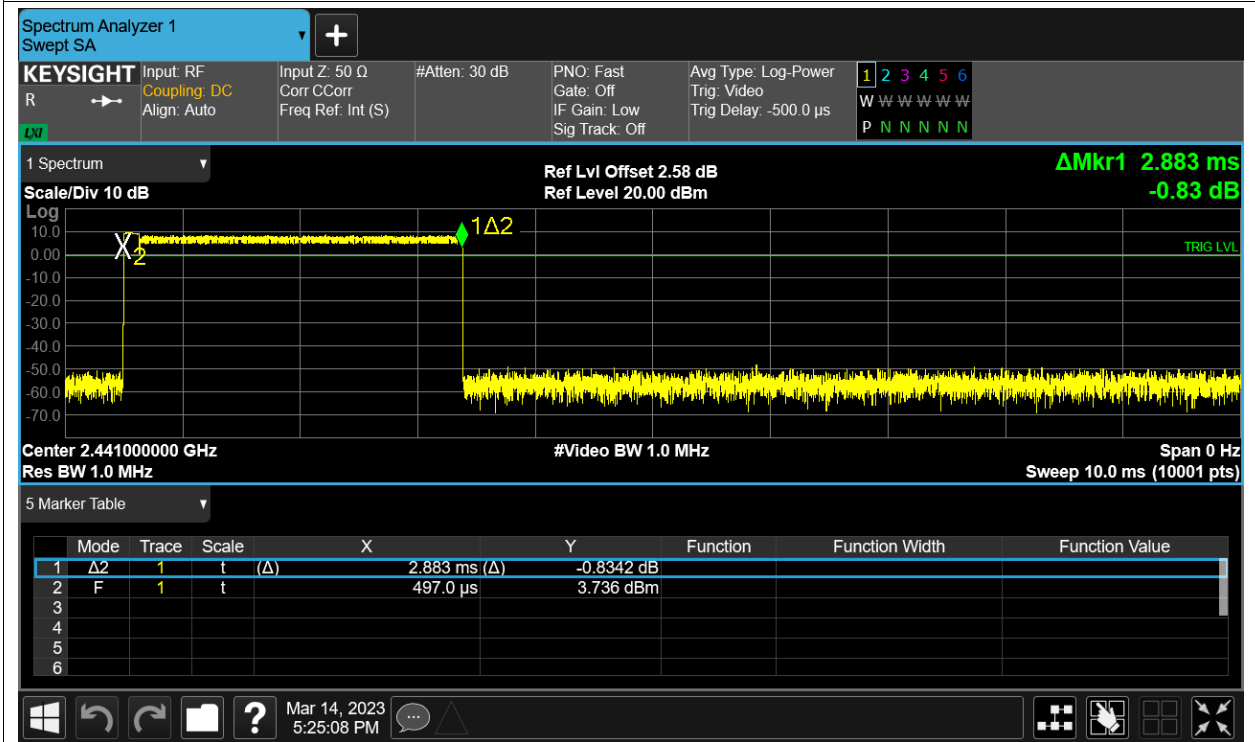 Spectrum Analyzer 1
Swept SA
+
KEYSIGHT Input: RF Input Z: 50 Ω #Atten: 30 dB PNO: Fast Avg Type: Log-Power 1 2 3 4 5 6
R Coupling: DC Corr CCorr Gate: Off Trig: Video W W W W W W
Align: Auto Freq Ref: Int (S) IF Gain: Low Trig Delay: -500.0 µs
LXI Sig Track: Off P N N N N N
1 Spectrum
Ref Lvl Offset 2.58 dB ΔMkr1 2.883 ms
Scale/Div 10 dB Ref Level 20.00 dBm -0.83 dB
Log
10.0
0.00
-10.0
-20.0
-30.0
-40.0
-50.0
-60.0
-70.0
X2
1Δ2
TRIG LVL
Center 2.441000000 GHz #Video BW 1.0 MHz Span 0 Hz
Res BW 1.0 MHz Sweep 10.0 ms (10001 pts)
5 Marker Table
Mode Trace Scale X Y Function Function Width Function Value
1 Δ2 1 t (Δ) 2.883 ms (Δ) -0.8342 dB
2 F 1 t 497.0 µs 3.736 dBm
3
4
5
6
? Mar 14, 2023
5:25:08 PM